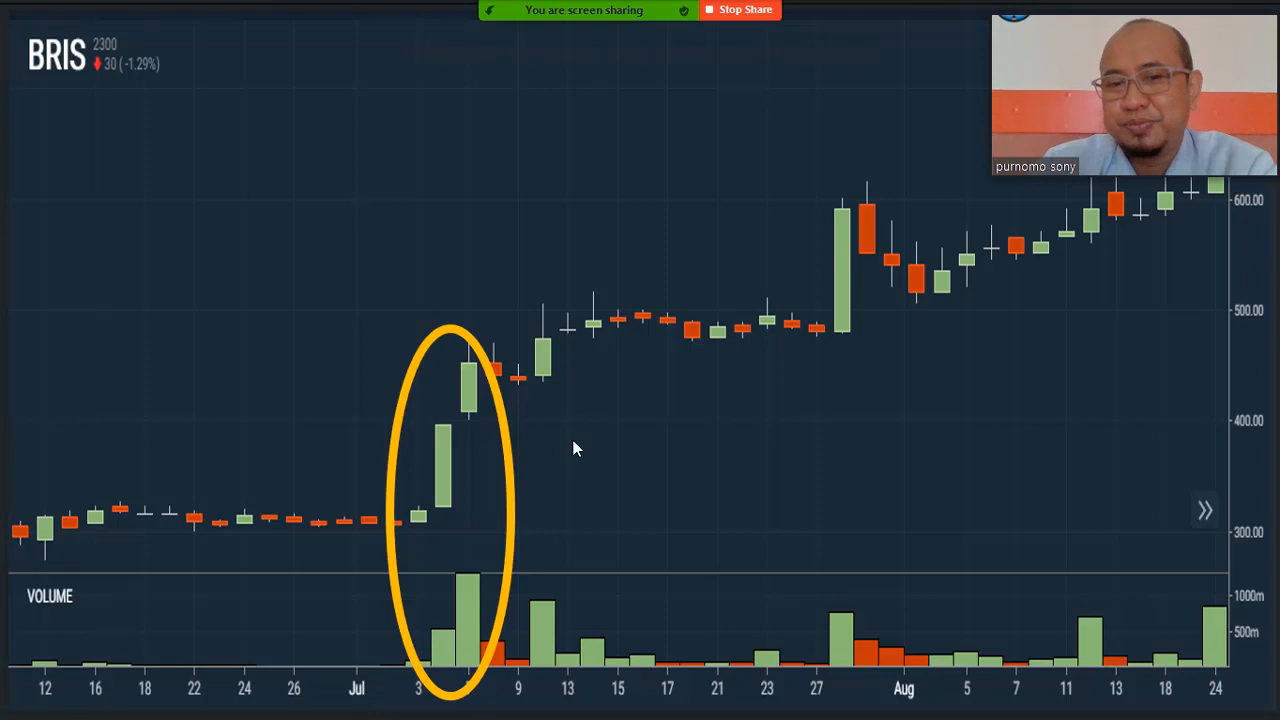 You are screen sharing
Stop Share
BRIS
2300
30 (-1.29%)
purnomo sony
600.00
500.00
400.00
300.00
VOLUME
1000m
500m
12 16 18 22 24 26 Jul 3 9 13 15 17 21 23 27 Aug 5 7 11 13 18 24